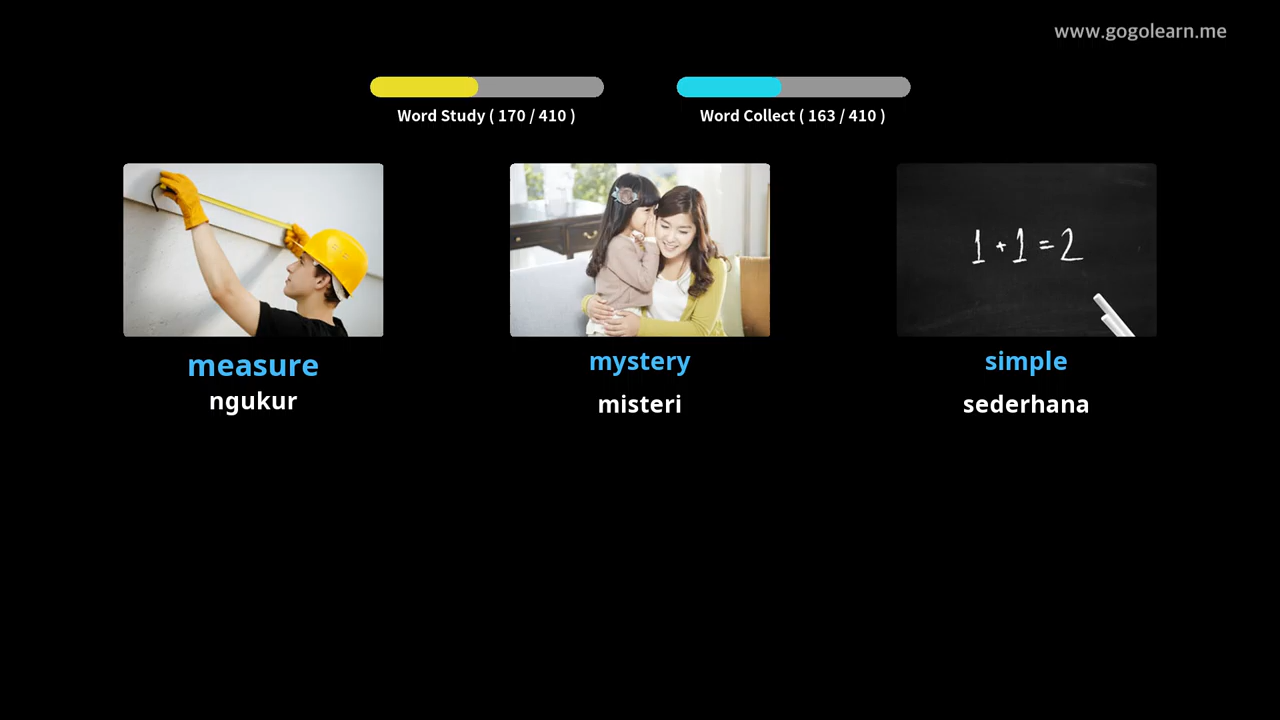 www.gogolearn.me
Word Study ( 170 / 410 )
Word Collect ( 163 / 410 )
1 + 1 = 2
measure
ngukur
mystery
misteri
simple
sederhana